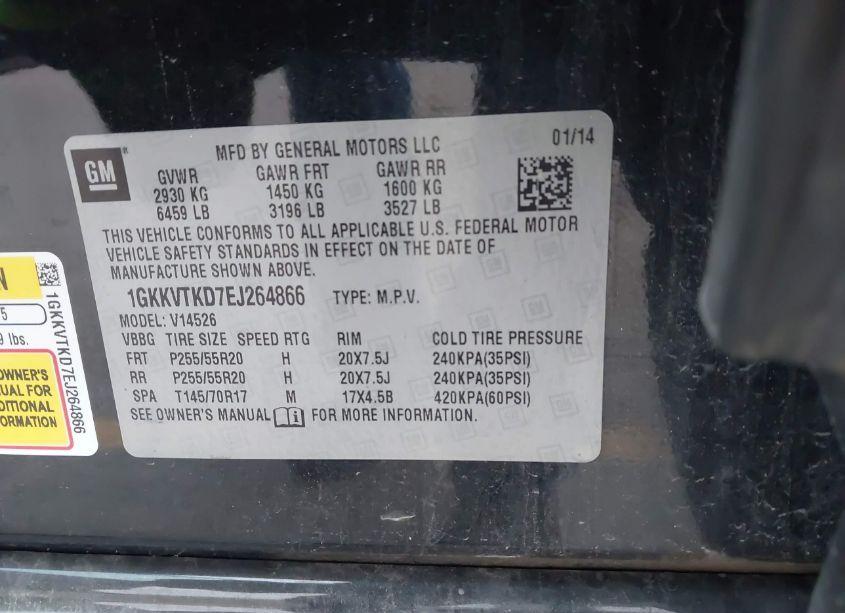 GM
MFD BY GENERAL MOTORS LLC 01/14
GVWR GAWR FRT GAWR RR
2930 KG 1450 KG 1600 KG
6459 LB 3196 LB 3527 LB
THIS VEHICLE CONFORMS TO ALL APPLICABLE U.S. FEDERAL MOTOR
VEHICLE SAFETY STANDARDS IN EFFECT ON THE DATE OF
MANUFACTURE SHOWN ABOVE.
1GKKVTKD7EJ264866 TYPE: M.P.V.
MODEL: V14526
VBBG TIRE SIZE SPEED RTG RIM COLD TIRE PRESSURE
FRT P255/55R20 H 20X7.5J 240KPA(35PSI)
RR P255/55R20 H 20X7.5J 240KPA(35PSI)
SPA T145/70R17 M 17X4.5B 420KPA(60PSI)
SEE OWNER'S MANUAL FOR MORE INFORMATION.
N
5
9 lbs.
OWNER'S
UAL FOR
DITIONAL
FORMATION
1GKKVTKD7EJ264866